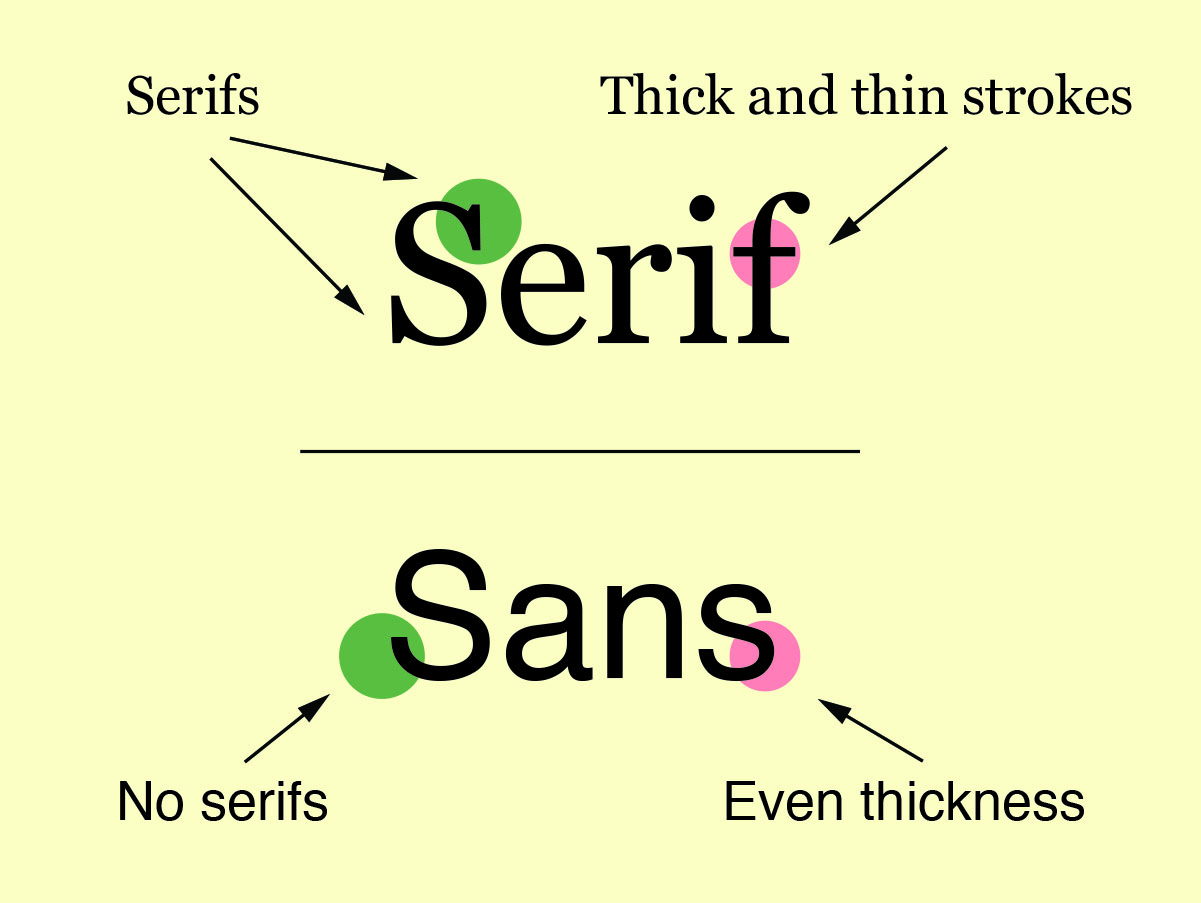 Serifs
Thick and thin strokes
Serif
Sans
No serifs
Even thickness